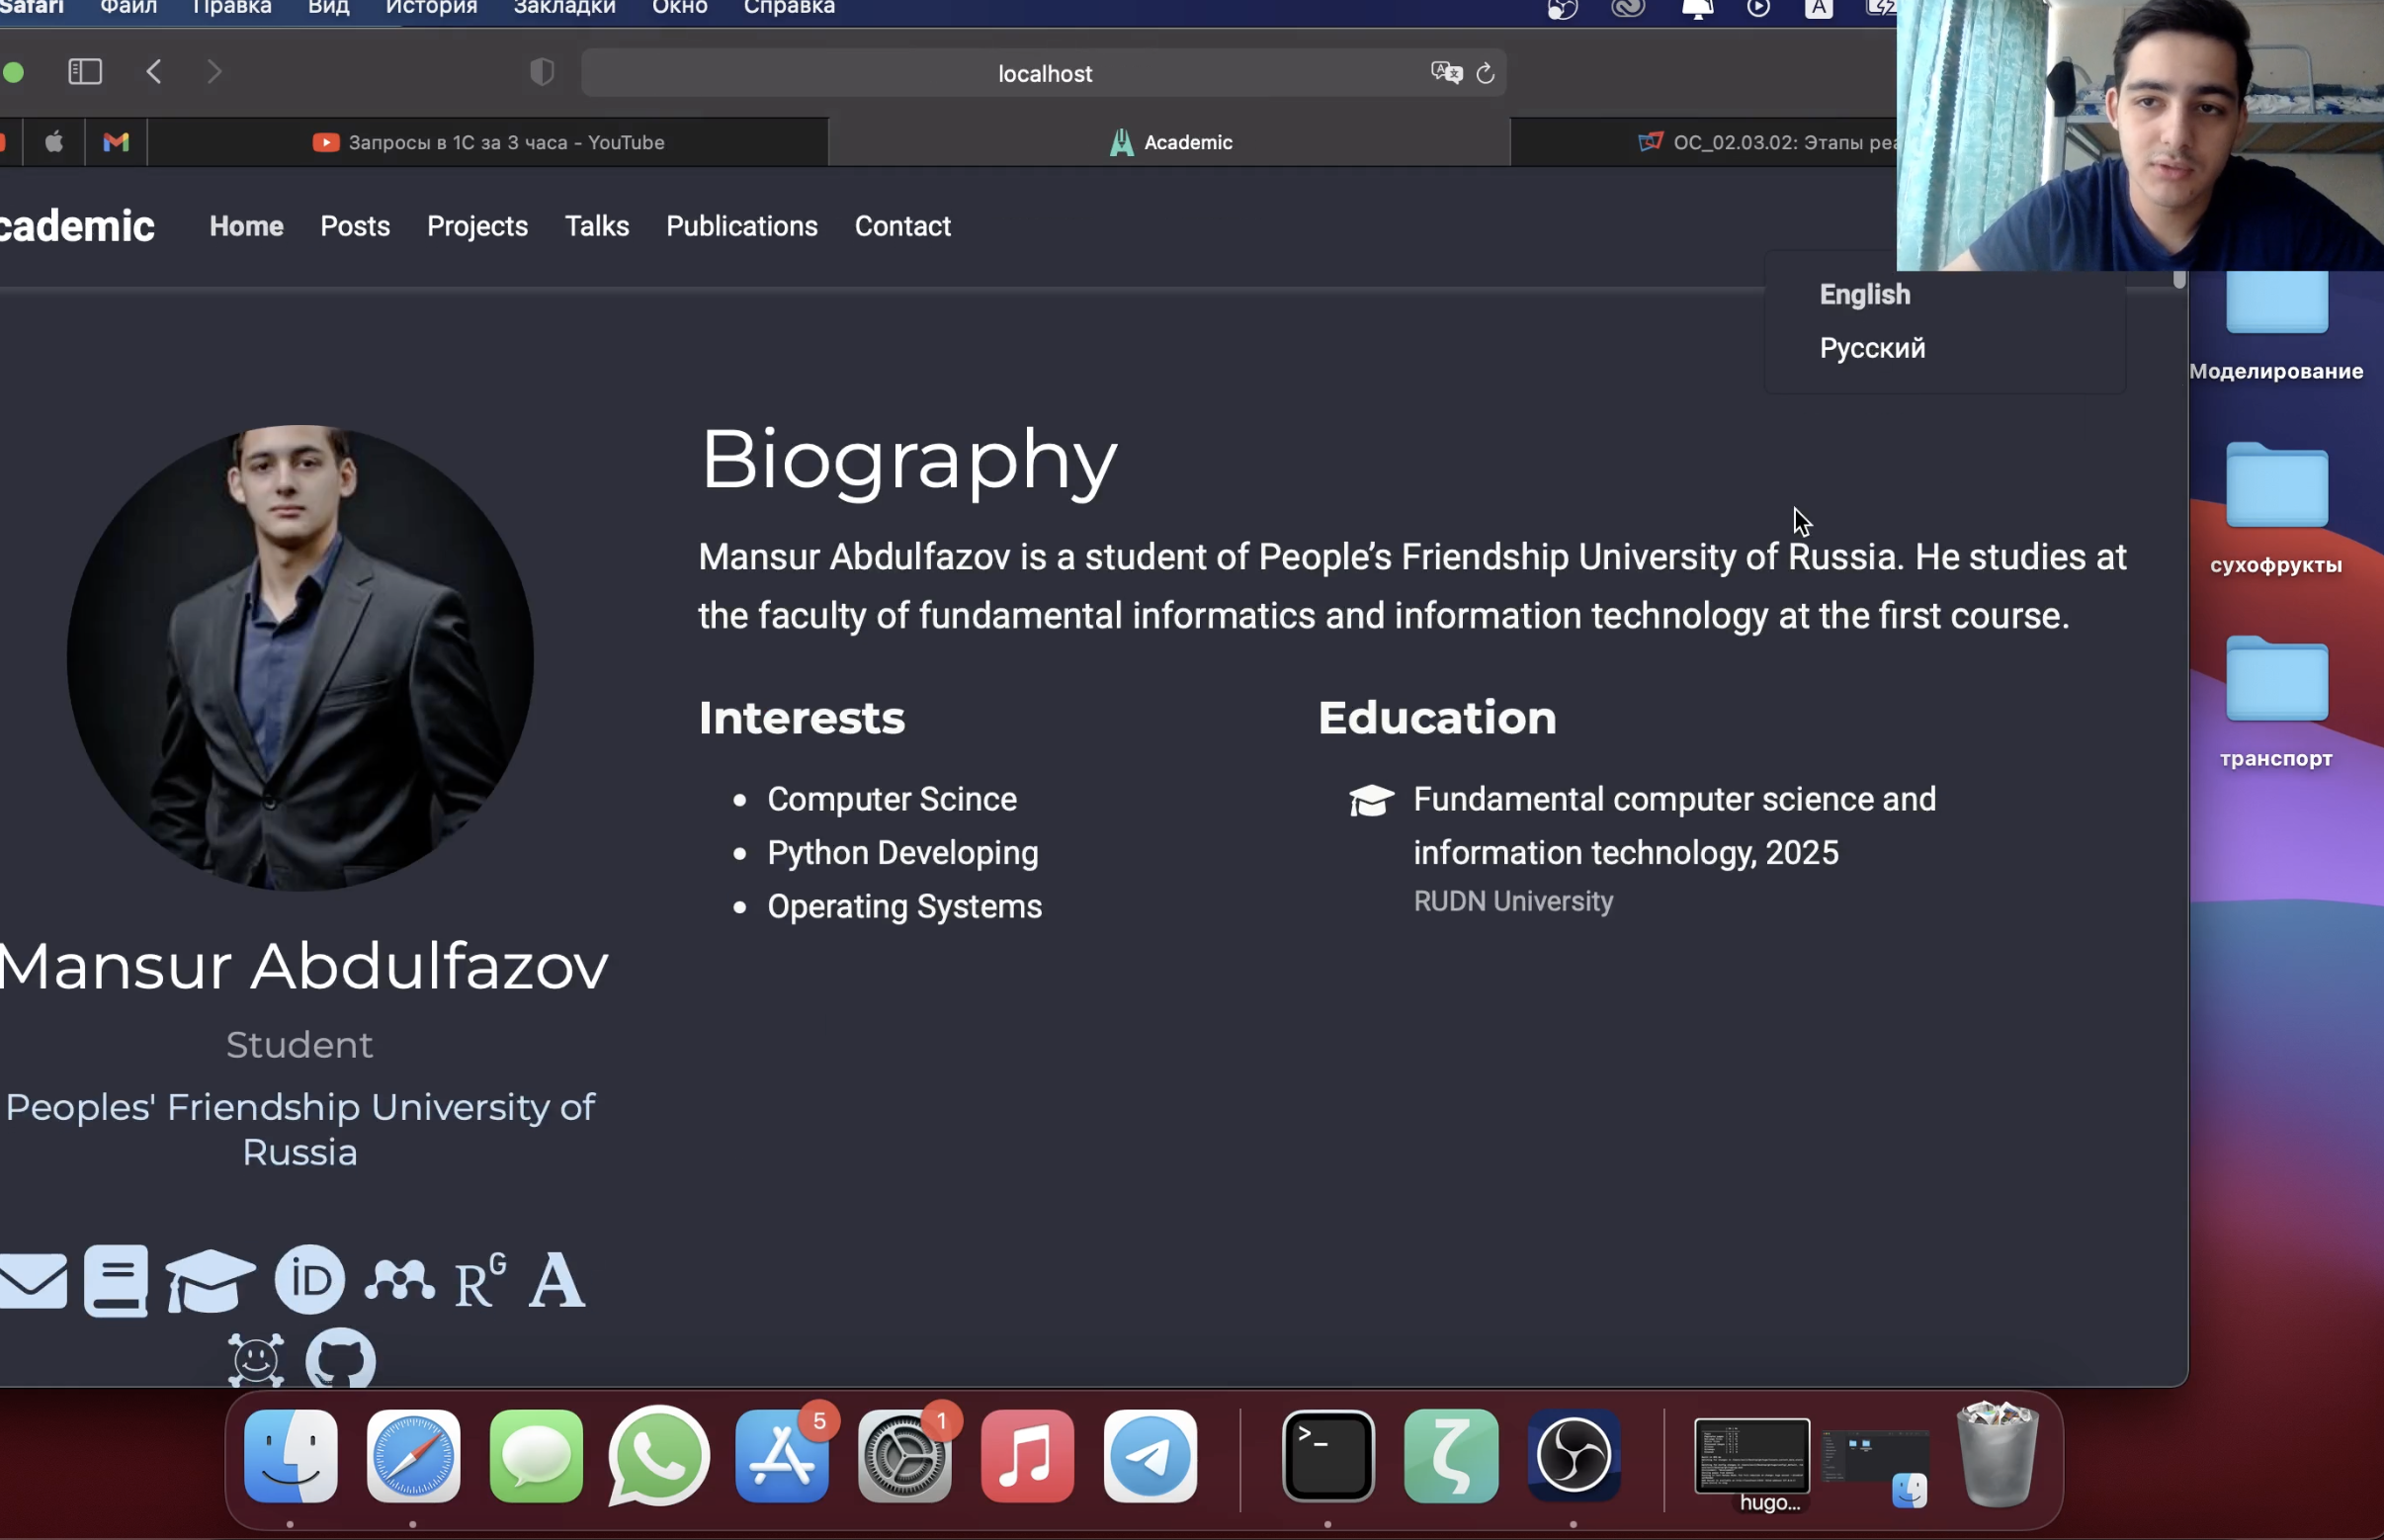 Safari Файл Правка Вид История Закладки Окно Справка
A
localhost
Запросы в 1С за 3 часа - YouTube
Academic
ОС_02.03.02: Этапы реа
cademic Home Posts Projects Talks Publications Contact
English
Русский
Моделирование
сухофрукты
транспорт
Biography
Mansur Abdulfazov is a student of People’s Friendship University of Russia. He studies at
the faculty of fundamental informatics and information technology at the first course.
Interests
Computer Scince
Python Developing
Operating Systems
Education
Fundamental computer science and
information technology, 2025
RUDN University
Mansur Abdulfazov
Student
Peoples' Friendship University of
Russia
iD
RG
A
5
1
>_
ζ
hugo...